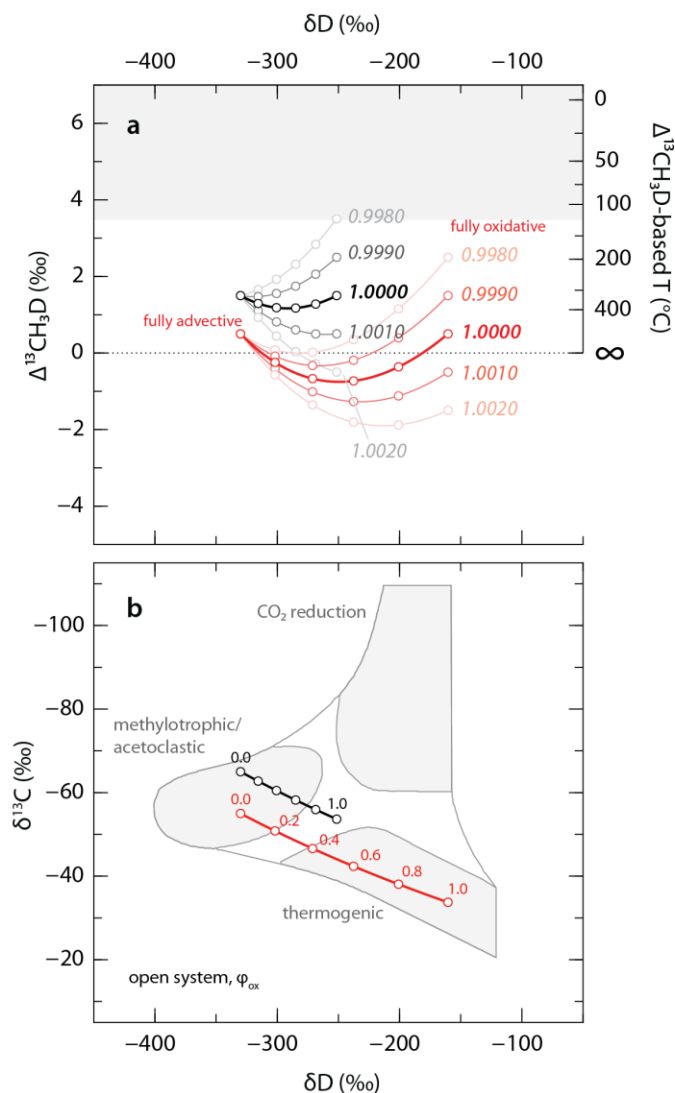 δD (‰)
−400 −300 −200 −100
a
6
4
2
0
−2
−4
Δ¹³CH₃D (‰)
0
50
100
200
400
∞
Δ¹³CH₃D-based T (°C)
0.9980
fully oxidative
0.9980
0.9990
0.9990
1.0000
fully advective
1.0000
1.0010
1.0010
1.0020
1.0020
b
CO₂ reduction
−100
−80
−60
−40
−20
δ¹³C (‰)
methylotrophic/
acetoclastic
0.0
1.0
0.0
0.2
0.4
0.6
0.8
1.0
thermogenic
open system, φₒₓ
−400 −300 −200 −100
δD (‰)